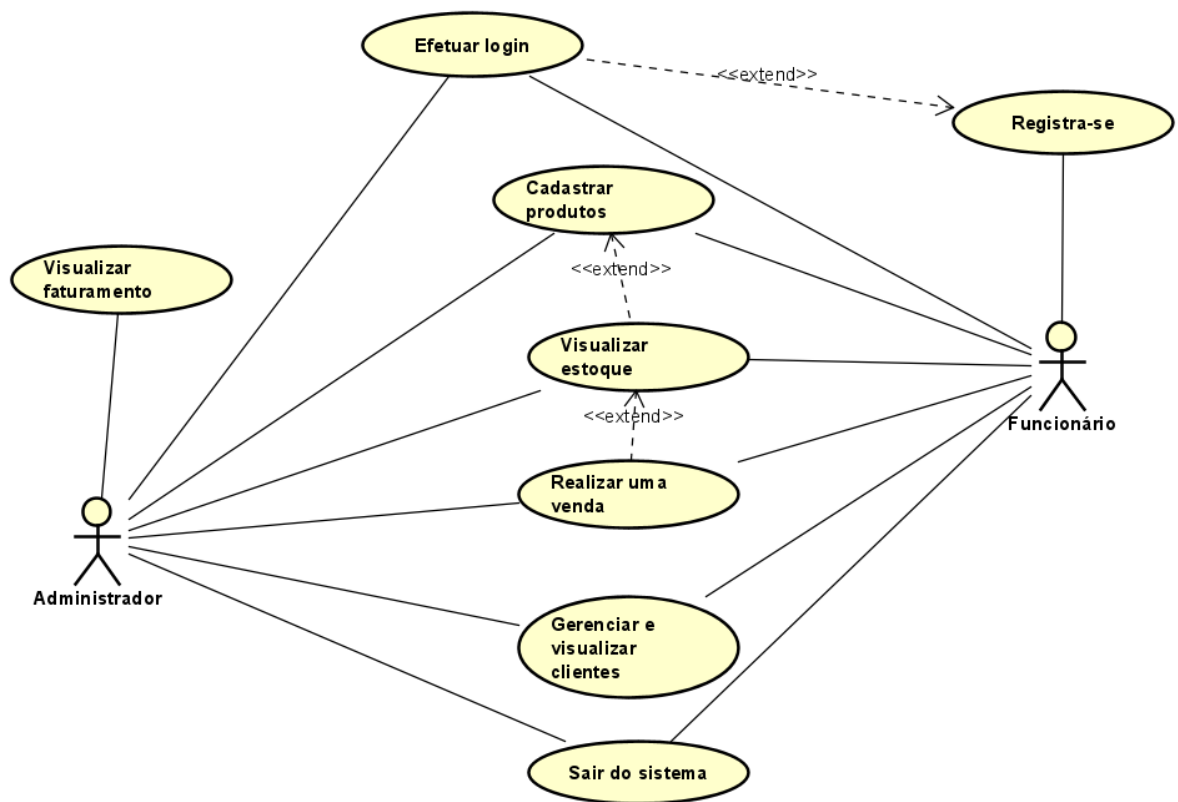 Efetuar login
<<extend>>
Registra-se
Cadastrar
produtos
Visualizar
faturamento
<<extend>>
Visualizar
estoque
<<extend>>
Funcionário
Realizar uma
venda
Administrador
Gerenciar e
visualizar
clientes
Sair do sistema